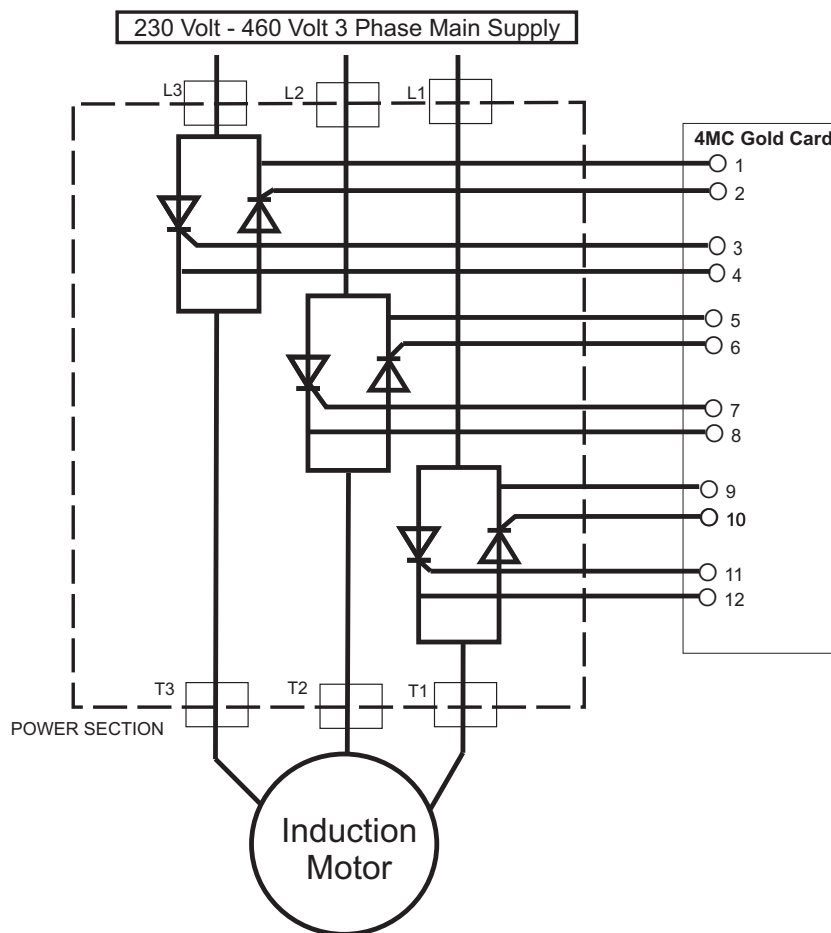 230 Volt - 460 Volt 3 Phase Main Supply
L3
L2
L1
4MC Gold Card
1
2
3
4
5
6
7
8
9
10
11
12
T3
T2
T1
POWER SECTION
Induction
Motor